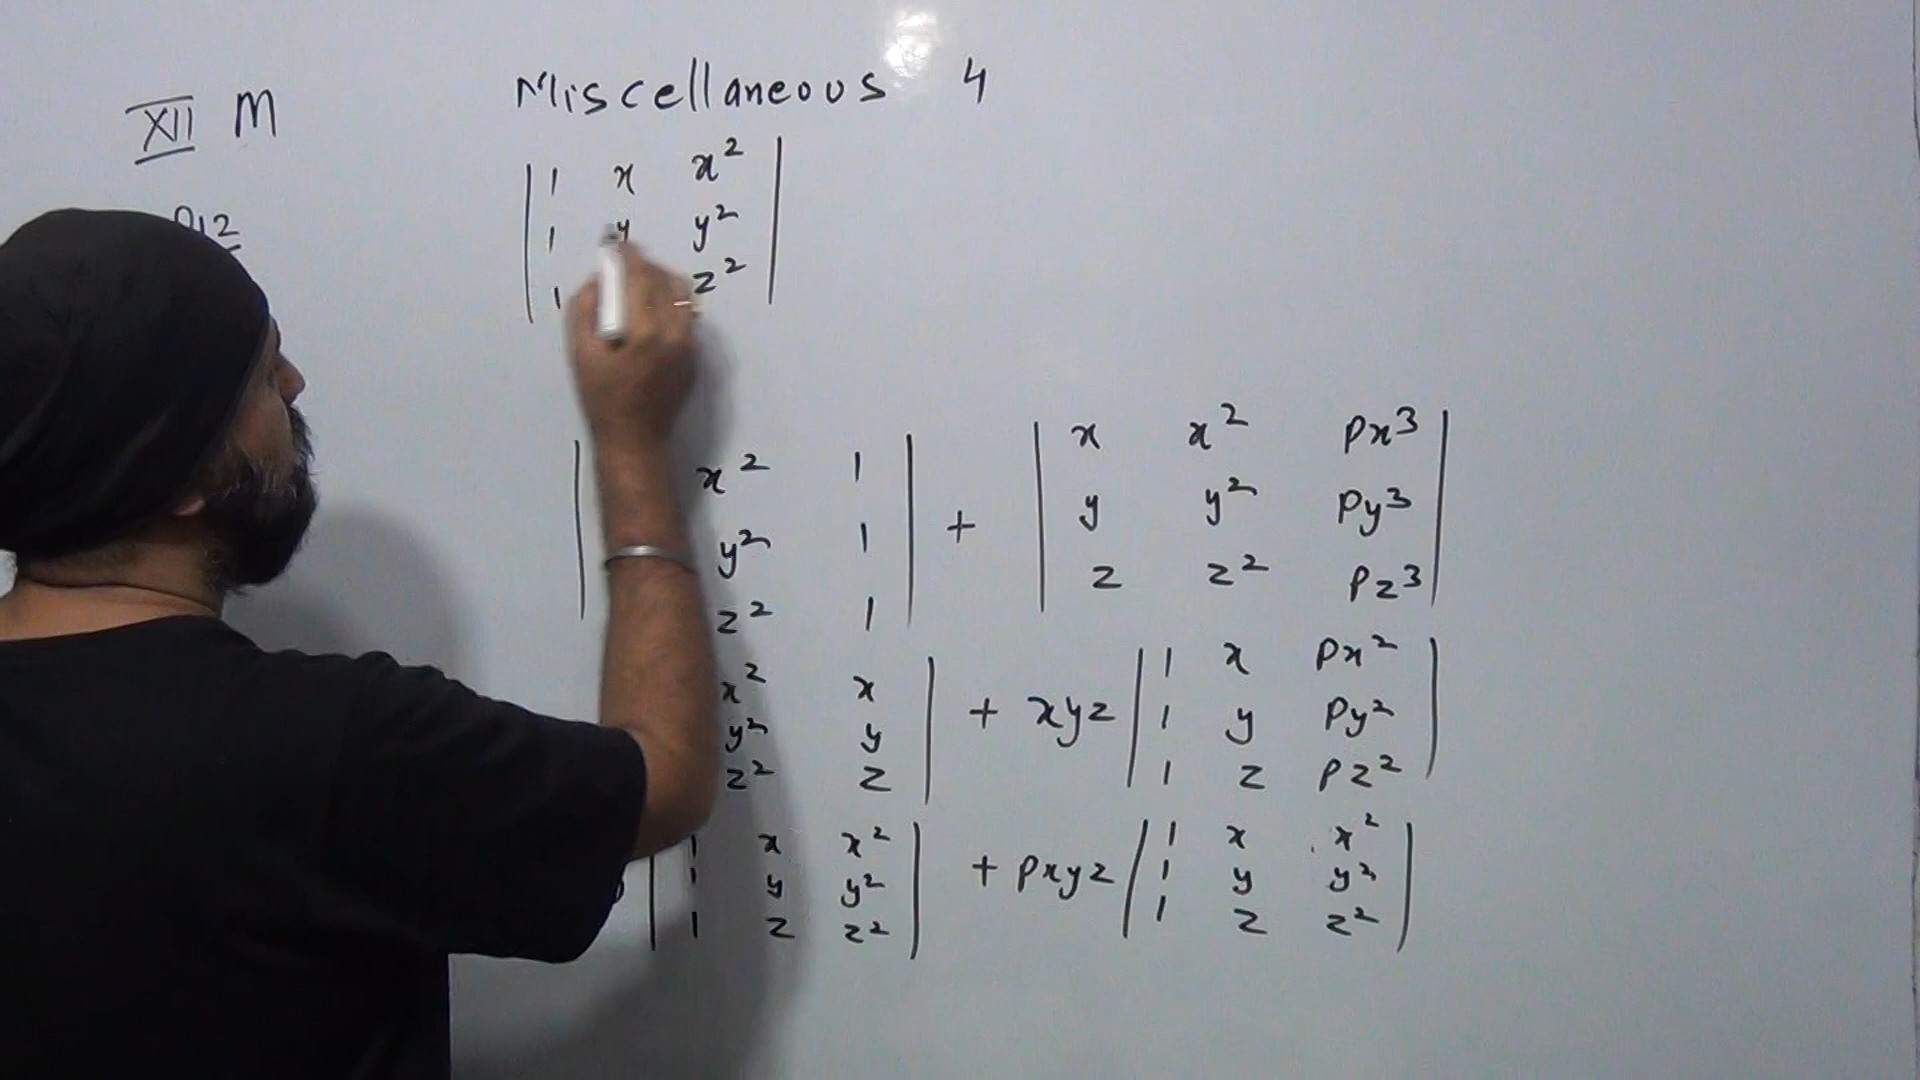 XII M Miscellaneous 4
| 1 x x² |
12 | 1 y y² |
| 1 z² |
| x² 1 | + | x x² px³ |
| y² 1 | | y y² py³ |
| z² 1 | | z z² pz³ |
x² x | + xyz | 1 x px² |
y² y | | 1 y py² |
z² z | | 1 z pz² |
| 1 x x² | + pxyz | 1 x x² |
| 1 y y² | | 1 y y² |
| 1 z z² | | 1 z z² |